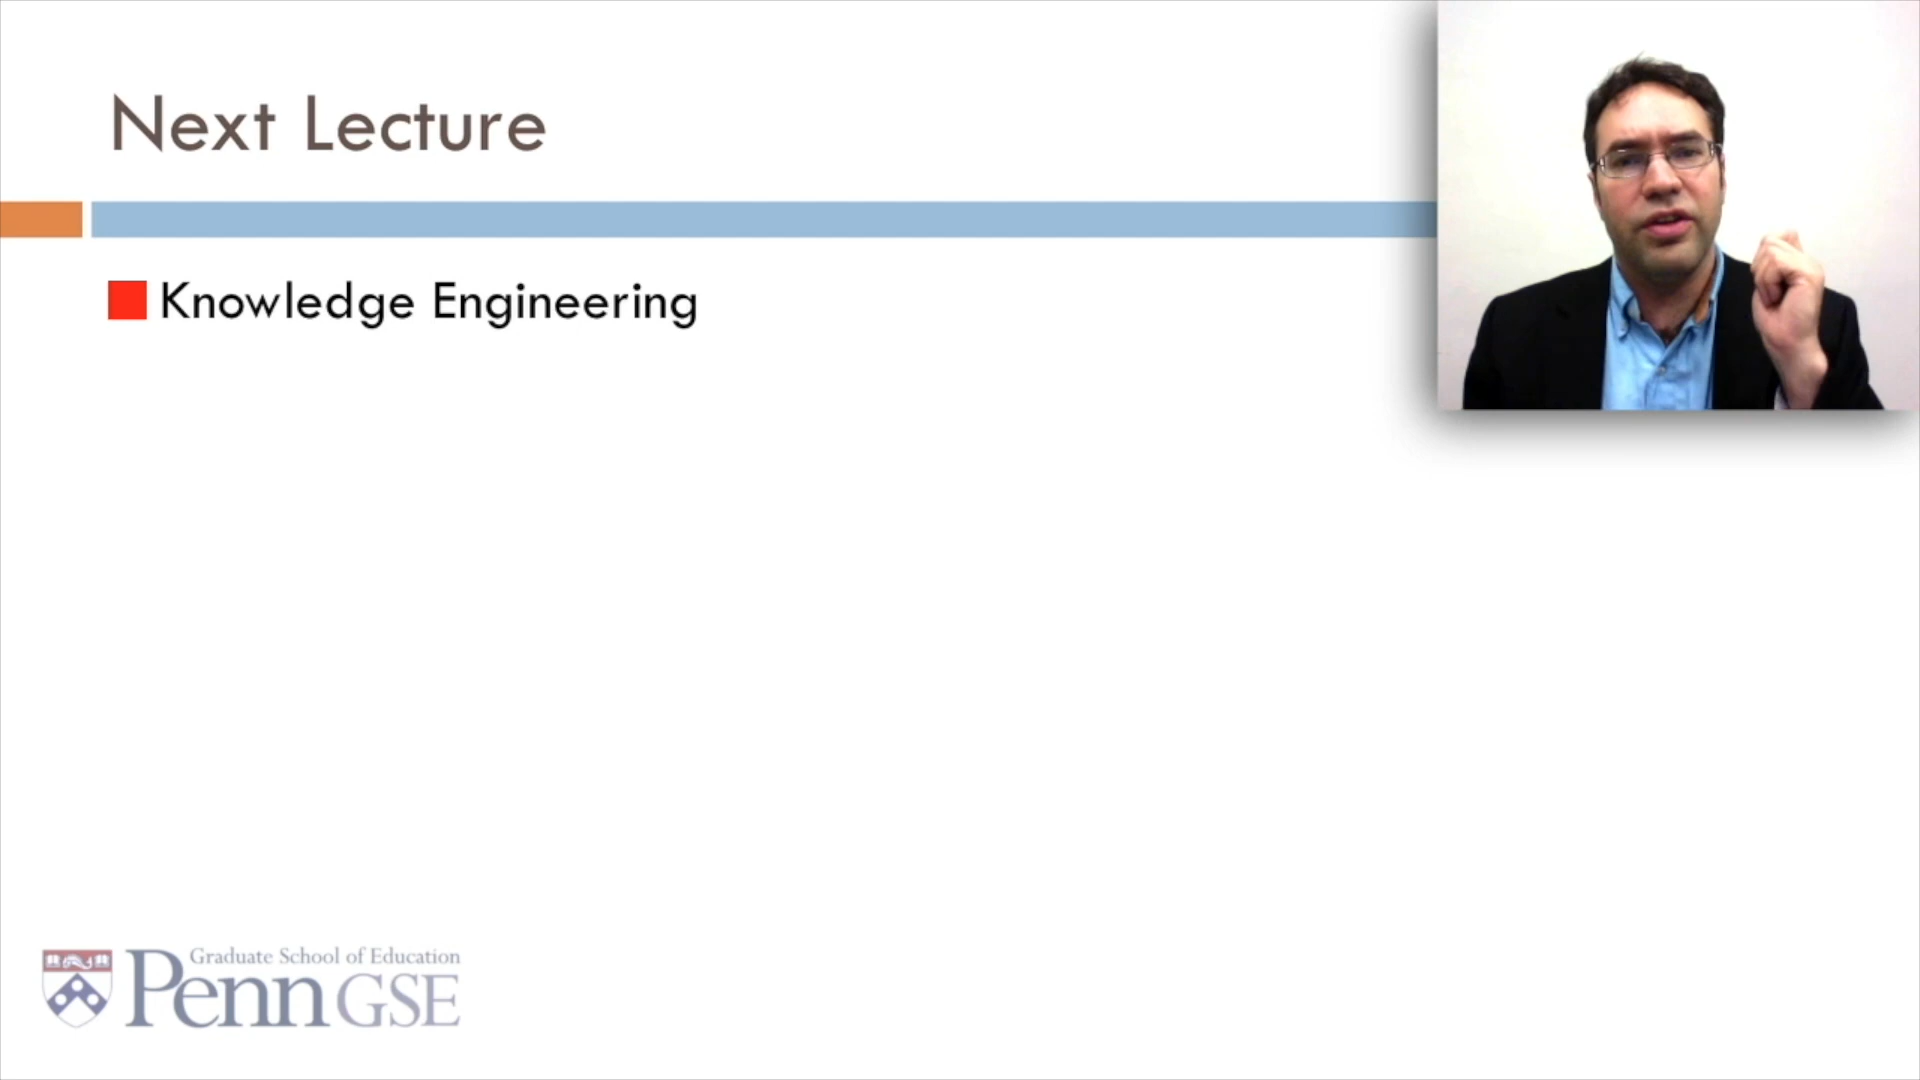 Next Lecture
Knowledge Engineering
Graduate School of Education
Penn GSE